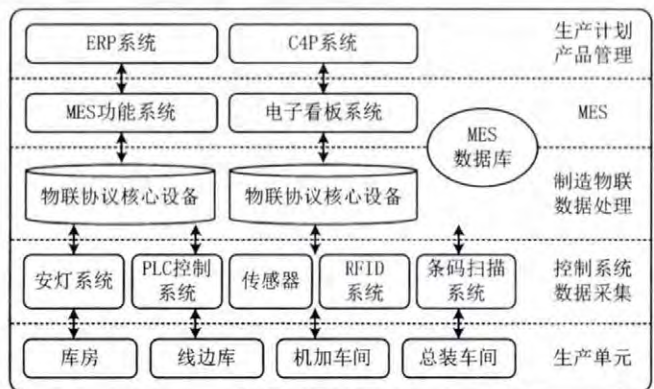 ERP系统
C4P系统
生产计划
产品管理
MES功能系统
电子看板系统
MES
数据库
MES
物联协议核心设备
物联协议核心设备
制造物联
数据处理
安灯系统
PLC控制
系统
传感器
RFID
系统
条码扫描
系统
控制系统
数据采集
库房
线边库
机加车间
总装车间
生产单元